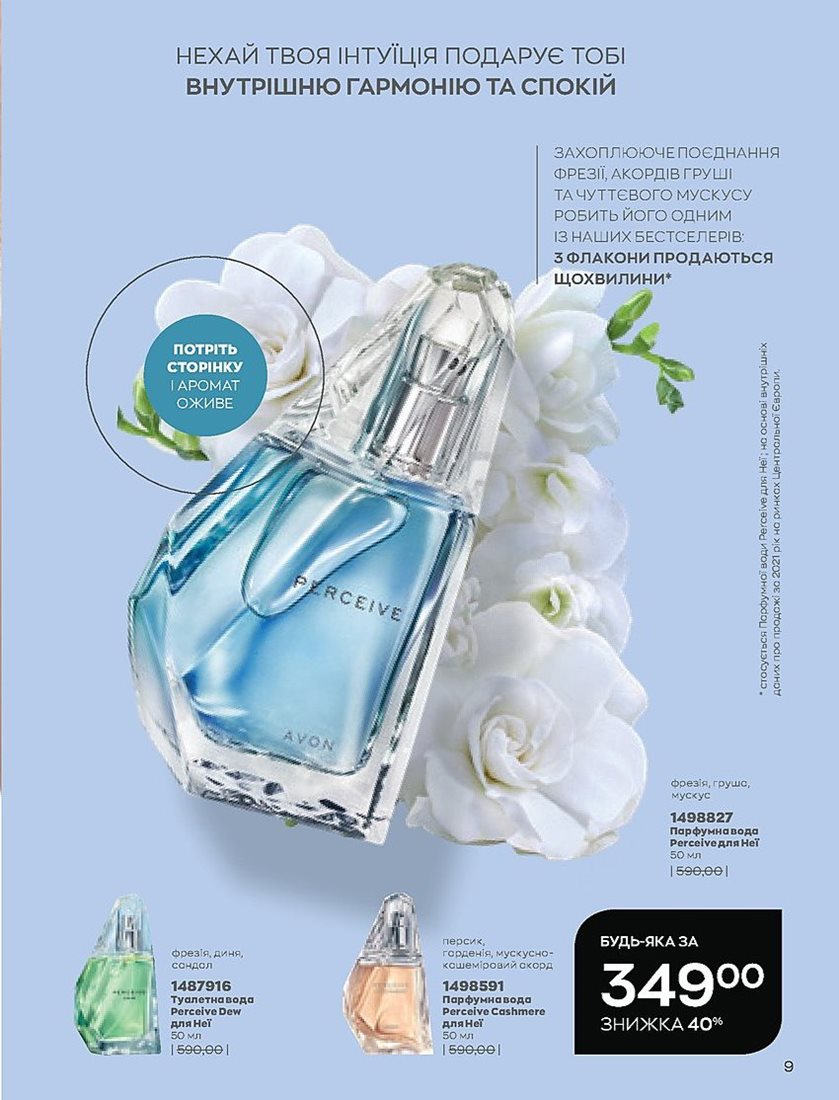 НЕХАЙ ТВОЯ ІНТУЇЦІЯ ПОДАРУЄ ТОБІ
ВНУТРІШНЮ ГАРМОНІЮ ТА СПОКІЙ
ЗАХОПЛЮЮЧЕ ПОЄДНАННЯ
ФРЕЗІЇ, АКОРДІВ ГРУШІ
ТА ЧУТТЄВОГО МУСКУСУ
РОБИТЬ ЙОГО ОДНИМ
ІЗ НАШИХ БЕСТСЕЛЕРІВ:
3 ФЛАКОНИ ПРОДАЮТЬСЯ
ЩОХВИЛИНИ*
ПОТРІТЬ
СТОРІНКУ
І АРОМАТ
ОЖИВЕ
PERCEIVE
AVON
* стосується Парфумної води Perceive для Неї; на основі внутрішніх
даних про продажі за 2021 рік на ринках Центральної Європи.
фрезія, груша,
мускус
1498827
Парфумна вода
Perceive для Неї
50 мл
| 590,00 |
фрезія, диня,
сандал
1487916
Туалетна вода
Perceive Dew
для Неї
50 мл
| 590,00 |
персик,
гарденія, мускусно-
кашеміровий акорд
1498591
Парфумна вода
Perceive Cashmere
для Неї
50 мл
| 590,00 |
БУДЬ-ЯКА ЗА
349⁰⁰
ЗНИЖКА 40%
9